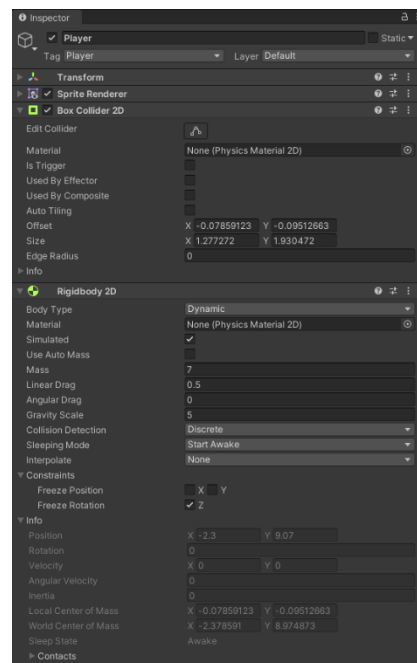 Inspector
Player Static
Tag Player Layer Default
Transform
Sprite Renderer
Box Collider 2D
Edit Collider
Material None (Physics Material 2D)
Is Trigger
Used By Effector
Used By Composite
Auto Tiling
Offset X -0.07859123 Y -0.09512663
Size X 1.277272 Y 1.930472
Edge Radius 0
Info
Rigidbody 2D
Body Type Dynamic
Material None (Physics Material 2D)
Simulated
Use Auto Mass
Mass 7
Linear Drag 0.5
Angular Drag 0
Gravity Scale 5
Collision Detection Discrete
Sleeping Mode Start Awake
Interpolate None
Constraints
Freeze Position X Y
Freeze Rotation Z
Info
Position X -2.3 Y 9.07
Rotation 0
Velocity X 0 Y 0
Angular Velocity 0
Inertia 0
Local Center of Mass X -0.07859123 Y -0.09512663
World Center of Mass X -2.378591 Y 8.974873
Sleep State Awake
Contacts